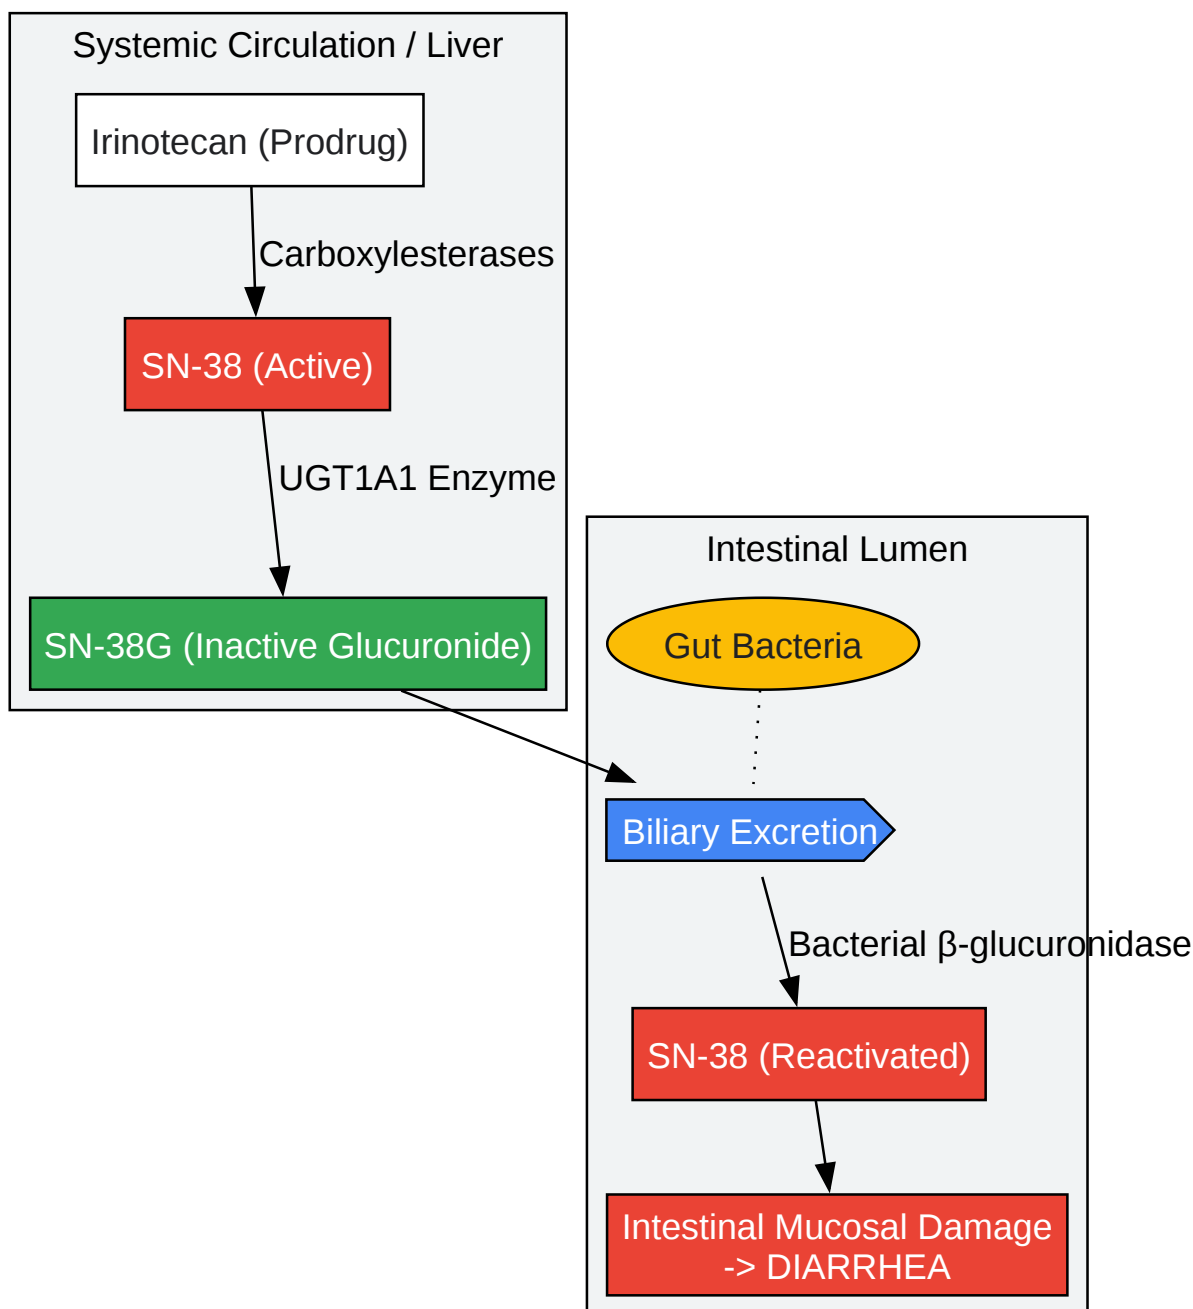 Systemic Circulation / Liver
Irinotecan (Prodrug)
Carboxylesterases
SN-38 (Active)
UGT1A1 Enzyme
SN-38G (Inactive Glucuronide)
Intestinal Lumen
Gut Bacteria
Biliary Excretion
Bacterial β-glucuronidase
SN-38 (Reactivated)
Intestinal Mucosal Damage
-> DIARRHEA